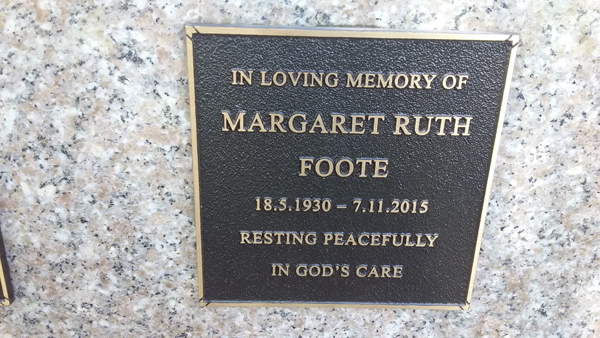 IN LOVING MEMORY OF
MARGARET RUTH
FOOTE
18.5.1930 – 7.11.2015
RESTING PEACEFULLY
IN GOD'S CARE